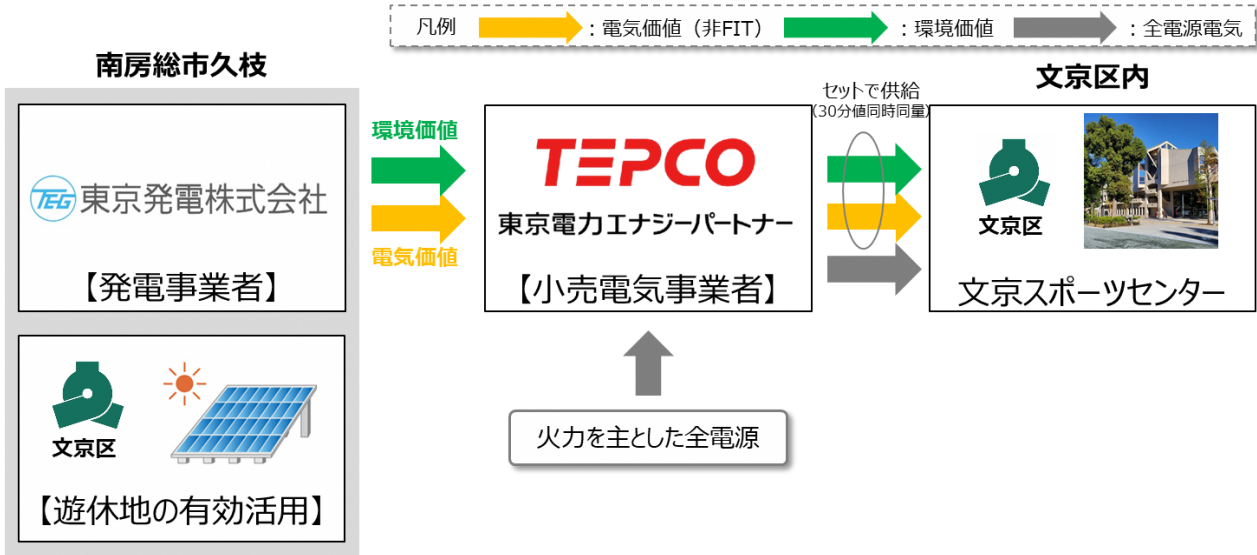 凡例 ：電気価値（非FIT） ：環境価値 ：全電源電気
南房総市久枝
TEG 東京発電株式会社
【発電事業者】
文京区
【遊休地の有効活用】
環境価値
電気価値
TEPCO
東京電力エナジーパートナー
【小売電気事業者】
火力を主とした全電源
セットで供給
(30分値同時同量)
文京区内
文京区
文京スポーツセンター